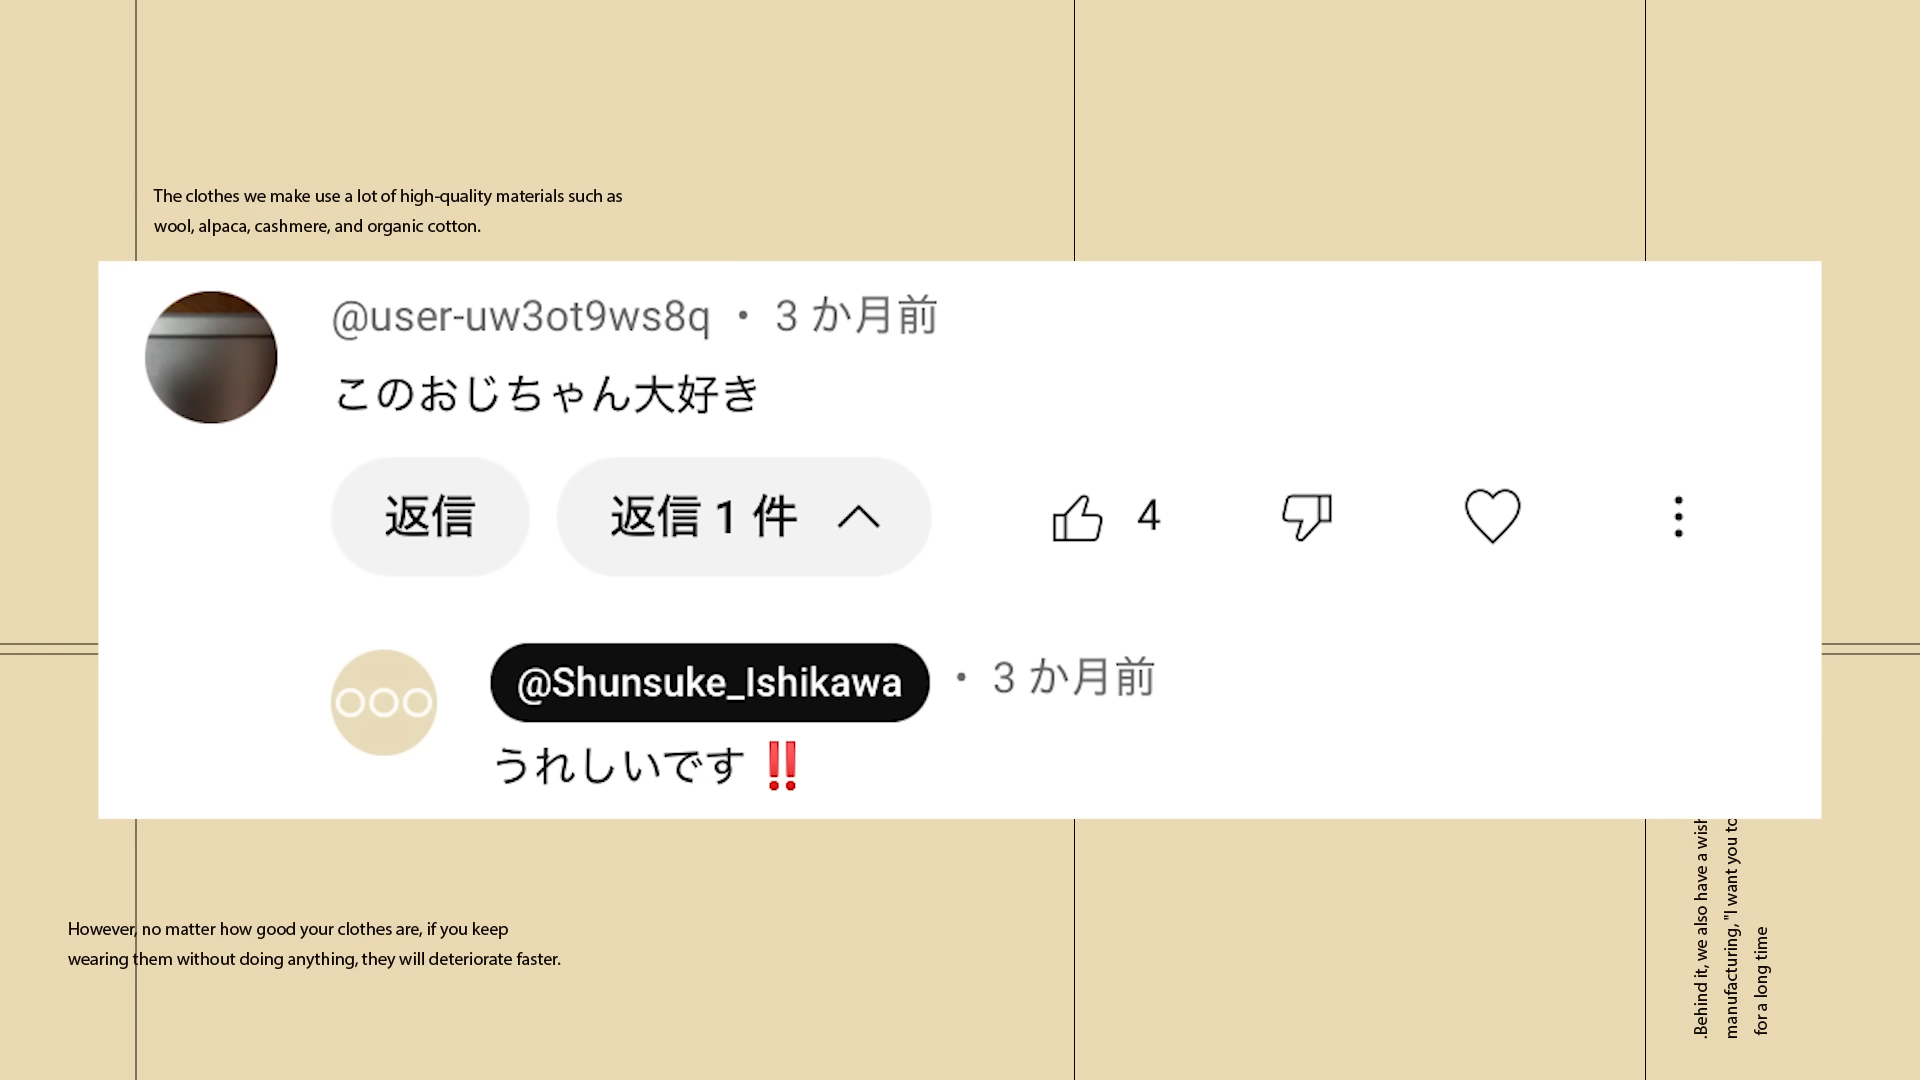 The clothes we make use a lot of high-quality materials such as
wool, alpaca, cashmere, and organic cotton.
@user-uw3ot9ws8q・3 か月前
このおじちゃん大好き
返信
返信 1 件
4
○○○
@Shunsuke_Ishikawa・3 か月前
うれしいです ‼️
However, no matter how good your clothes are, if you keep
wearing them without doing anything, they will deteriorate faster.
.Behind it, we also have a wish
manufacturing, "I want you to
for a long time